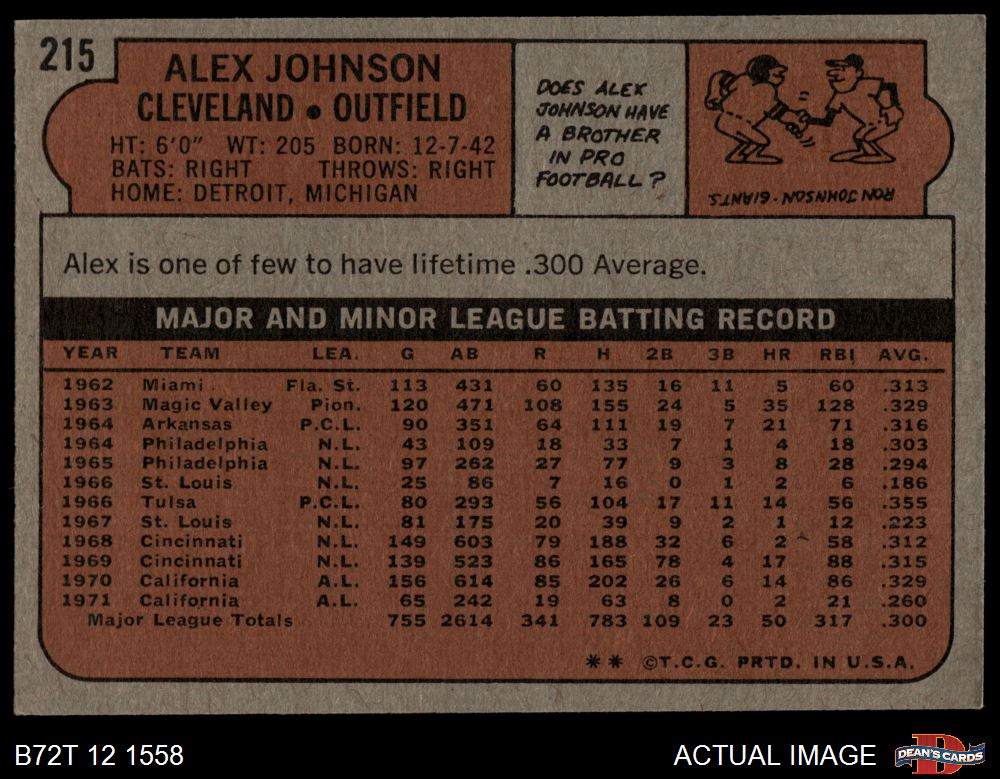 215
ALEX JOHNSON
CLEVELAND • OUTFIELD
HT: 6'0" WT: 205 BORN: 12-7-42
BATS: RIGHT THROWS: RIGHT
HOME: DETROIT, MICHIGAN
DOES ALEX
JOHNSON HAVE
A BROTHER
IN PRO
FOOTBALL?
RON JOHNSON-GIANTS
Alex is one of few to have lifetime .300 Average.
MAJOR AND MINOR LEAGUE BATTING RECORD
YEAR TEAM LEA. G AB R H 2B 3B HR RBI AVG.
1962 Miami Fla. St. 113 431 60 135 16 11 5 60 .313
1963 Magic Valley Pion. 120 471 108 155 24 5 35 128 .329
1964 Arkansas P.C.L. 90 351 64 111 19 7 21 71 .316
1964 Philadelphia N.L. 43 109 18 33 7 1 4 18 .303
1965 Philadelphia N.L. 97 262 27 77 9 3 8 28 .294
1966 St. Louis N.L. 25 86 7 16 0 1 2 6 .186
1966 Tulsa P.C.L. 80 293 56 104 17 11 14 56 .355
1967 St. Louis N.L. 81 175 20 39 9 2 1 12 .223
1968 Cincinnati N.L. 149 603 79 188 32 6 2 58 .312
1969 Cincinnati N.L. 139 523 86 165 78 4 17 88 .315
1970 California A.L. 156 614 85 202 26 6 14 86 .329
1971 California A.L. 65 242 19 63 8 0 2 21 .260
Major League Totals 755 2614 341 783 109 23 50 317 .300
** ©T.C.G. PRTD. IN U.S.A.
B72T 12 1558
ACTUAL IMAGE
DEAN'S CARDS